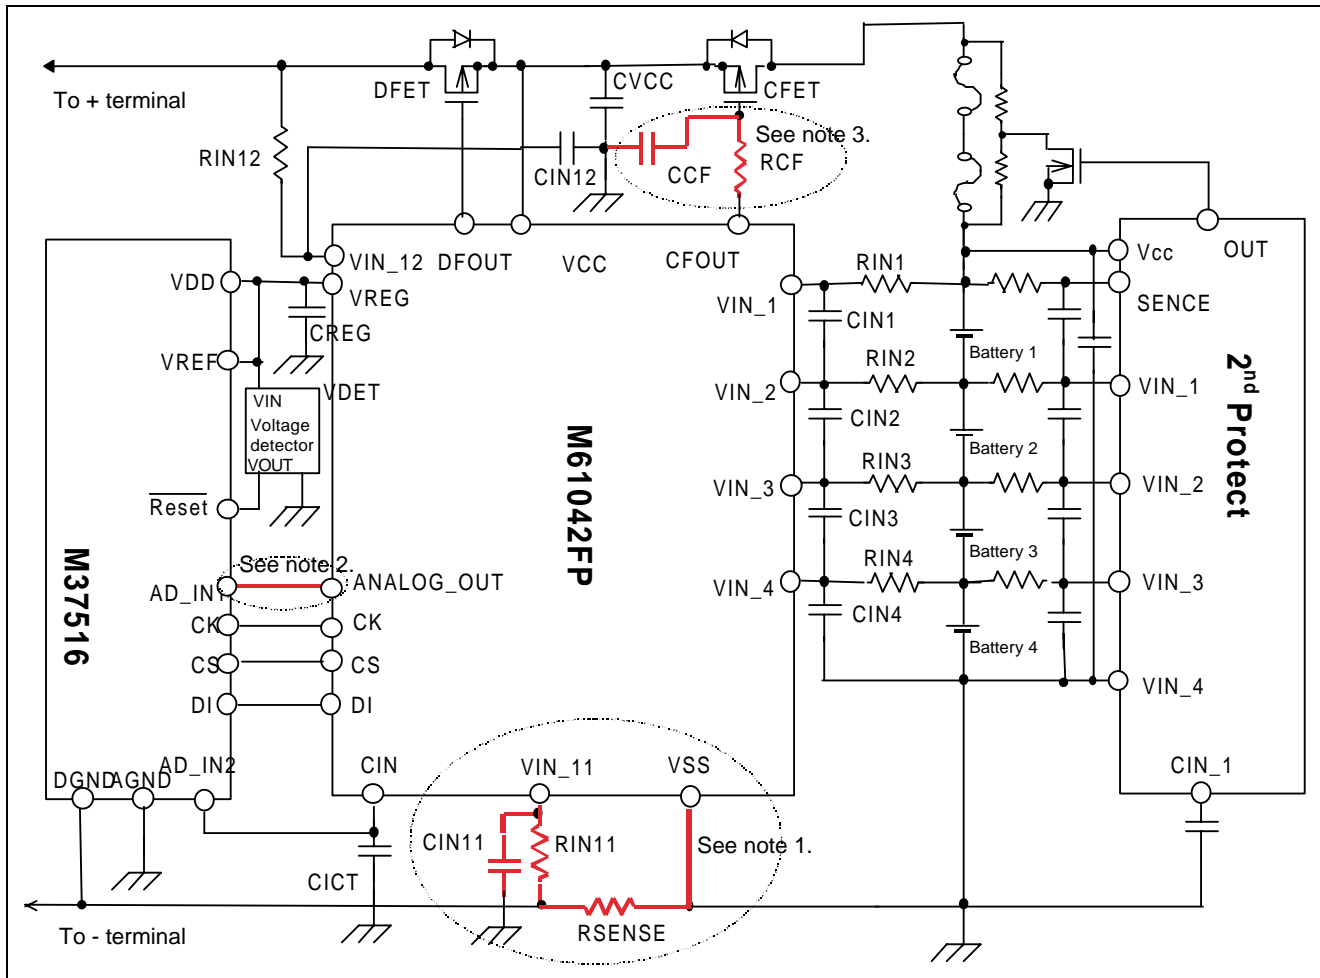 To + terminal
DFET
CVCC
CFET
RIN12
CIN12
CCF
See note 3.
RCF
VIN_12
DFOUT
VCC
CFOUT
VDD
VREG
CREG
VREF
VDET
VIN
Voltage
detector
VOUT
Reset
See note 2.
AD_IN1
ANALOG_OUT
CK
CK
CS
CS
DI
DI
M37516
M61042FP
DGND
AGND
AD_IN2
CIN
VIN_11
VSS
CIN11
RIN11
See note 1.
CICT
RSENSE
To - terminal
VIN_1
RIN1
CIN1
VIN_2
RIN2
CIN2
VIN_3
RIN3
CIN3
VIN_4
RIN4
CIN4
Battery 1
Battery 2
Battery 3
Battery 4
Vcc
OUT
SENCE
VIN_1
VIN_2
VIN_3
VIN_4
2nd Protect
CIN_1